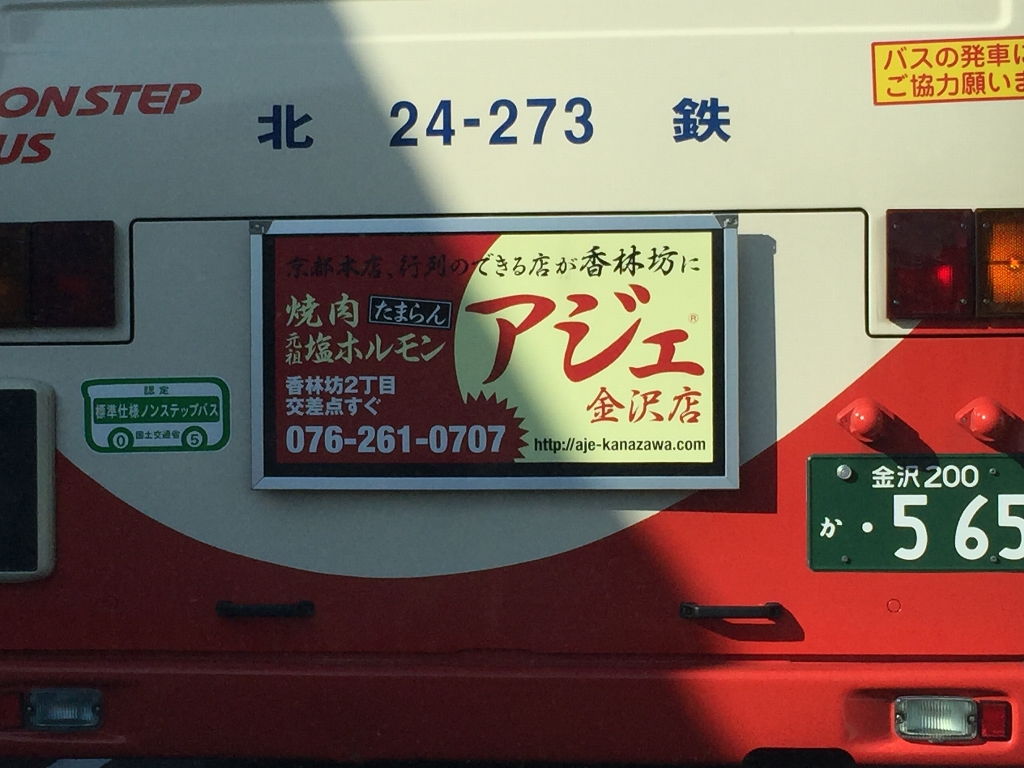 ONSTEP
US
北 24-273 鉄
バスの発車に
ご協力願いま
京都本店、行列のできる店が香林坊に
焼肉 たまらん
元祖 塩ホルモン
アジェ®
金沢店
香林坊2丁目
交差点すぐ
076-261-0707
http://aje-kanazawa.com
認定
標準仕様ノンステップバス
0 国土交通省 5
金沢200
か ・5 65